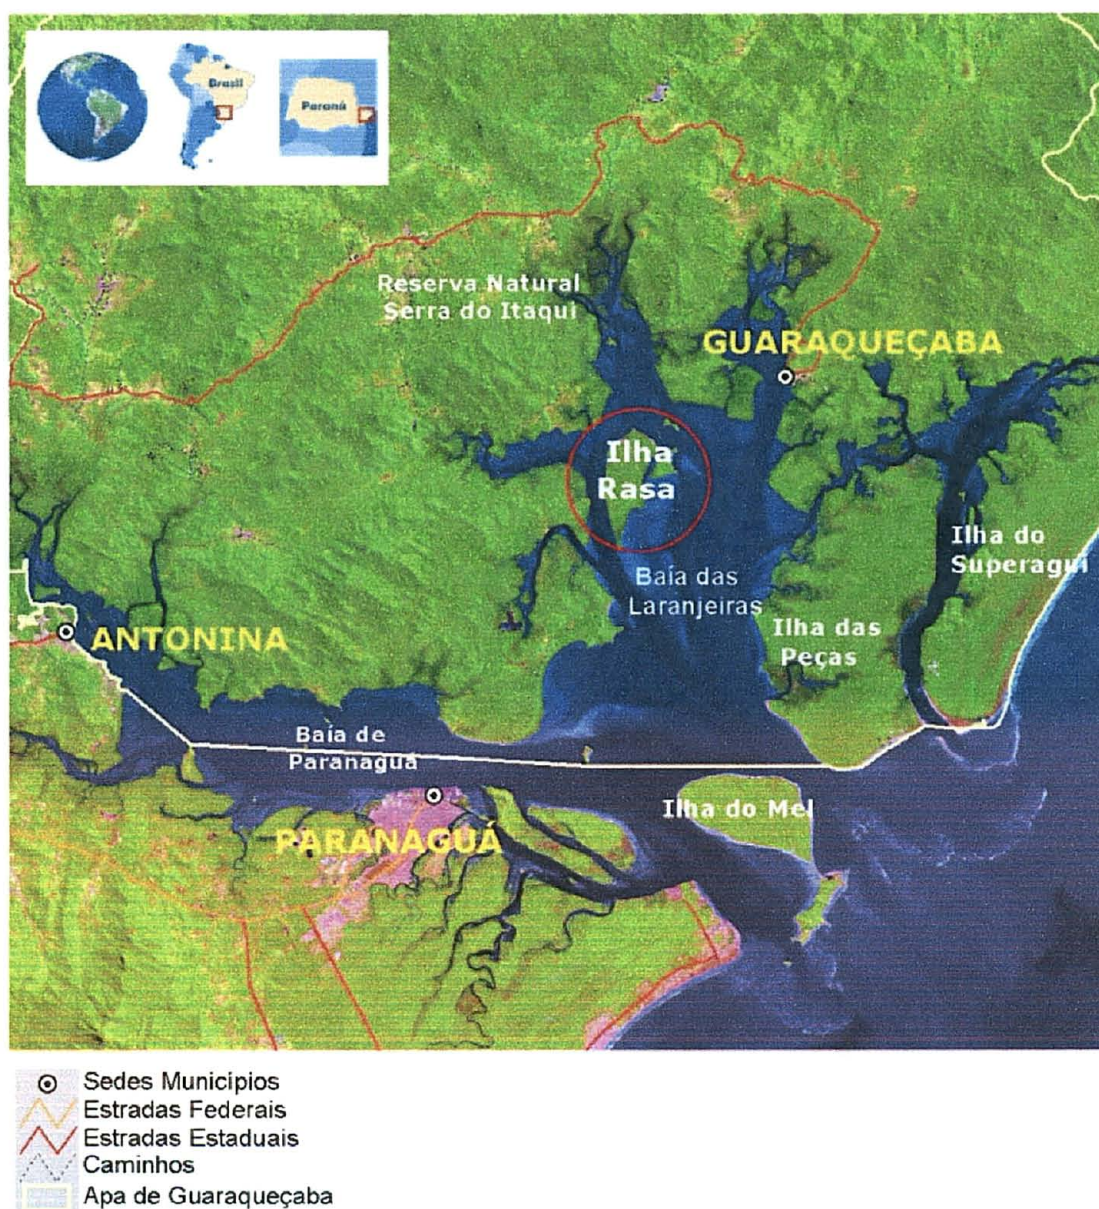 Brasil
Paraná
Reserva Natural
Serra do Itaqui
GUARAQUEÇABA
Ilha
Rasa
Ilha do
Superagui
Baía das
Laranjeiras
ANTONINA
Ilha das
Peças
Baía de
Paranaguá
Ilha do Mel
PARANAGUÁ
Sedes Municípios
Estradas Federais
Estradas Estaduais
Caminhos
Apa de Guaraqueçaba